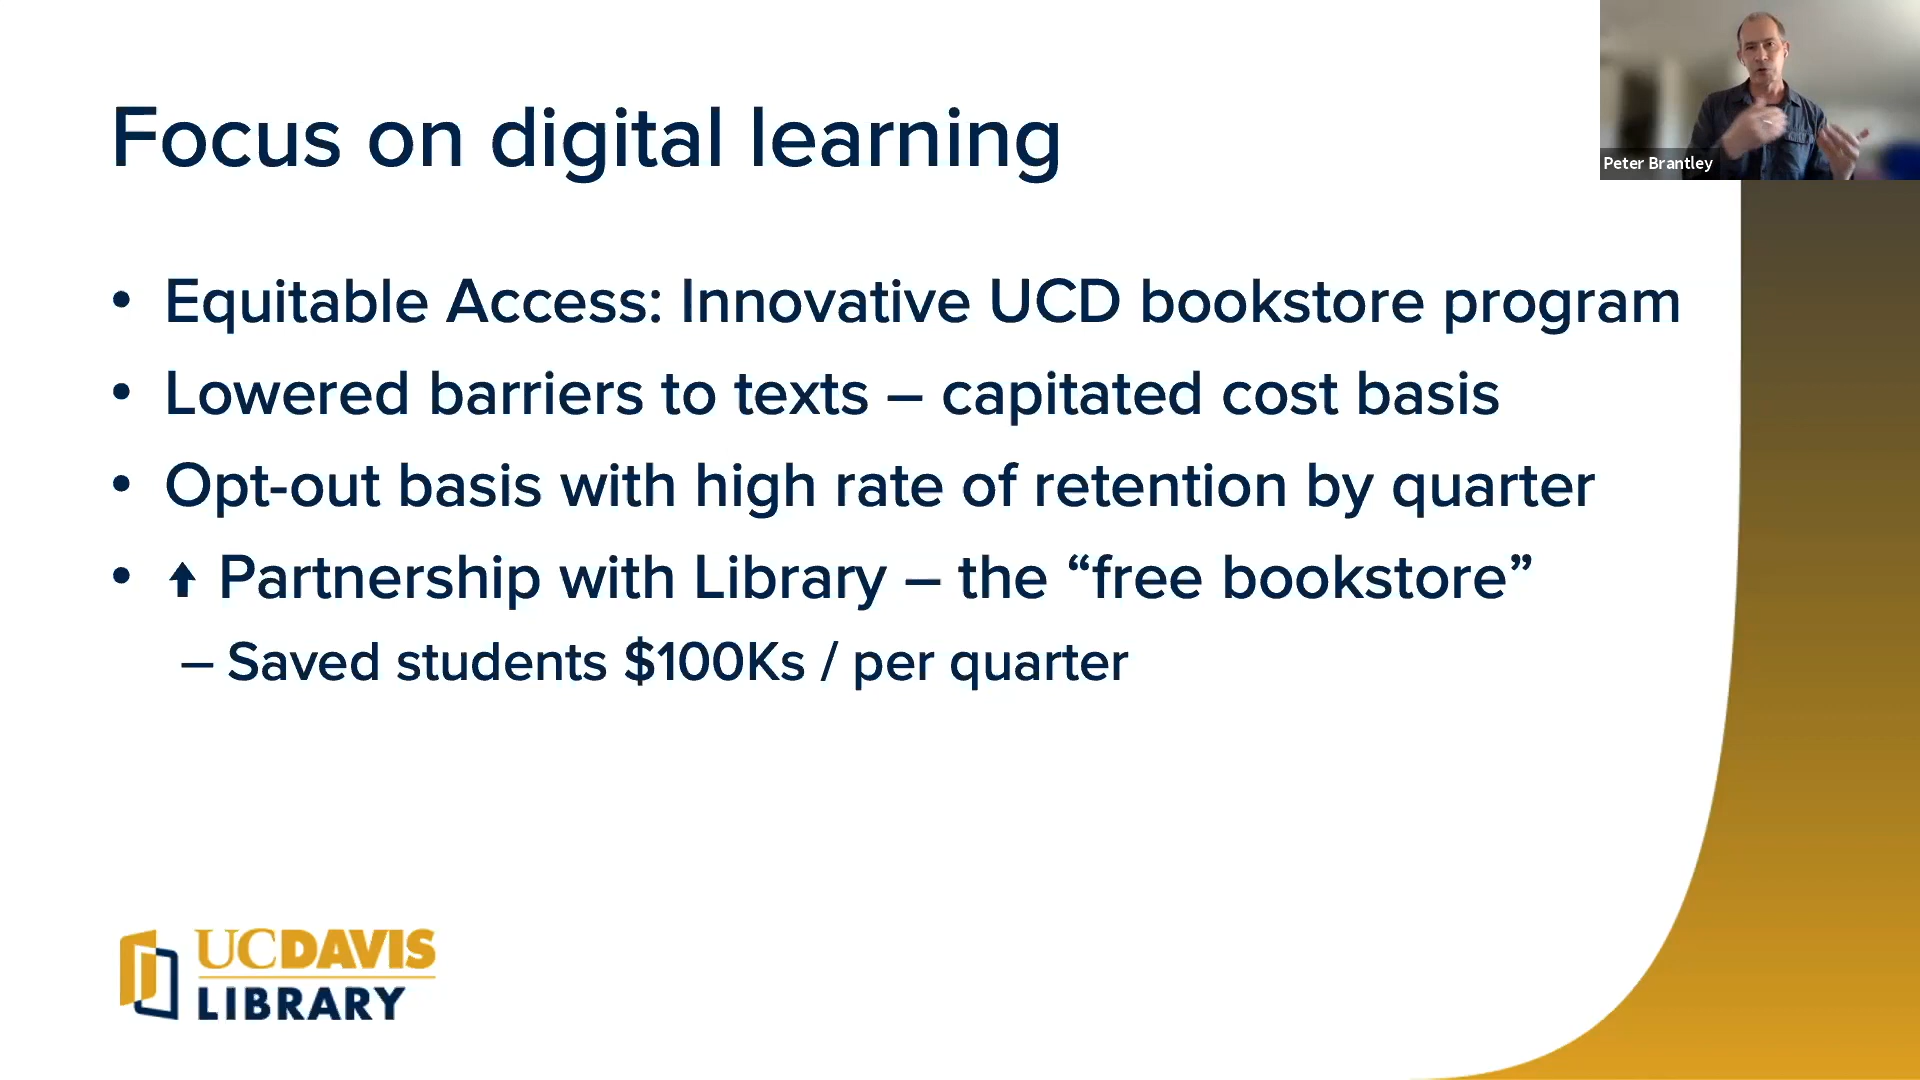 Focus on digital learning
Peter Brantley
• Equitable Access: Innovative UCD bookstore program
• Lowered barriers to texts – capitated cost basis
• Opt-out basis with high rate of retention by quarter
• ⬆ Partnership with Library – the “free bookstore”
– Saved students $100Ks / per quarter
UCDAVIS
LIBRARY